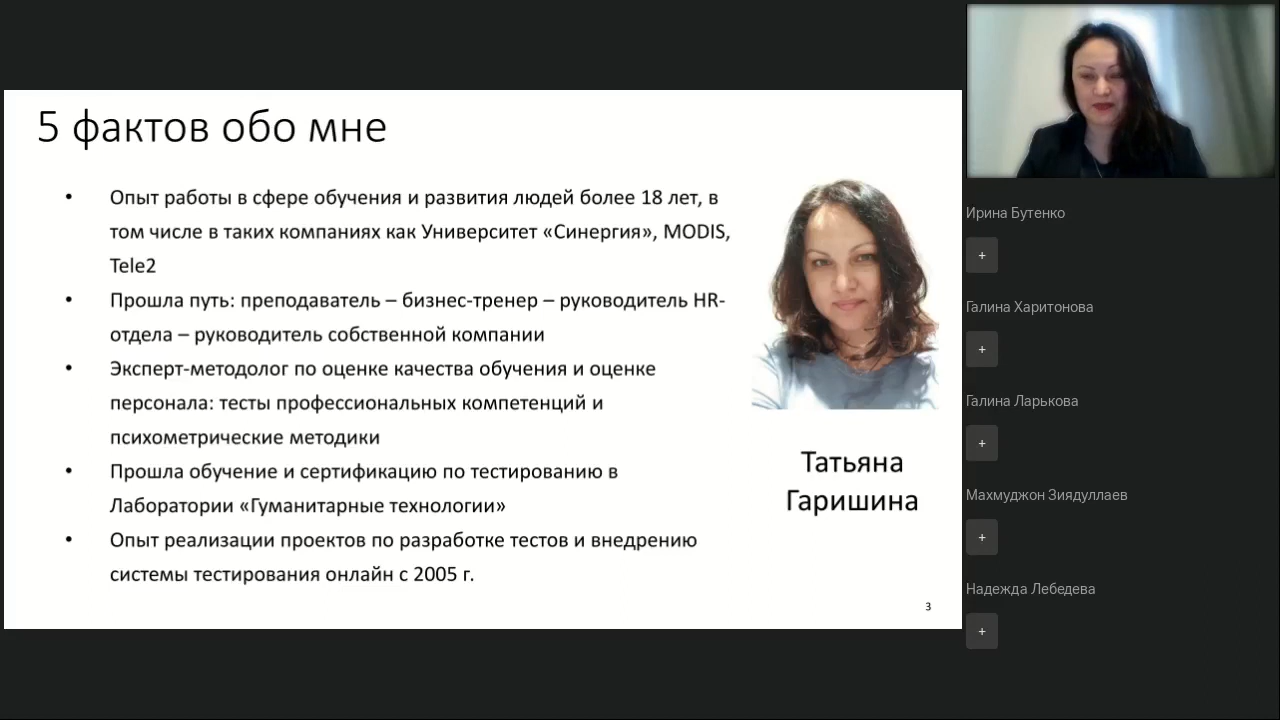 5 фактов обо мне
• Опыт работы в сфере обучения и развития людей более 18 лет, в
том числе в таких компаниях как Университет «Синергия», MODIS,
Tele2
• Прошла путь: преподаватель – бизнес-тренер – руководитель HR-
отдела – руководитель собственной компании
• Эксперт-методолог по оценке качества обучения и оценке
персонала: тесты профессиональных компетенций и
психометрические методики
• Прошла обучение и сертификацию по тестированию в
Лаборатории «Гуманитарные технологии»
• Опыт реализации проектов по разработке тестов и внедрению
системы тестирования онлайн с 2005 г.
Татьяна
Гаришина
3
Ирина Бутенко
+
Галина Харитонова
+
Галина Ларькова
+
Махмуджон Зиядуллаев
+
Надежда Лебедева
+